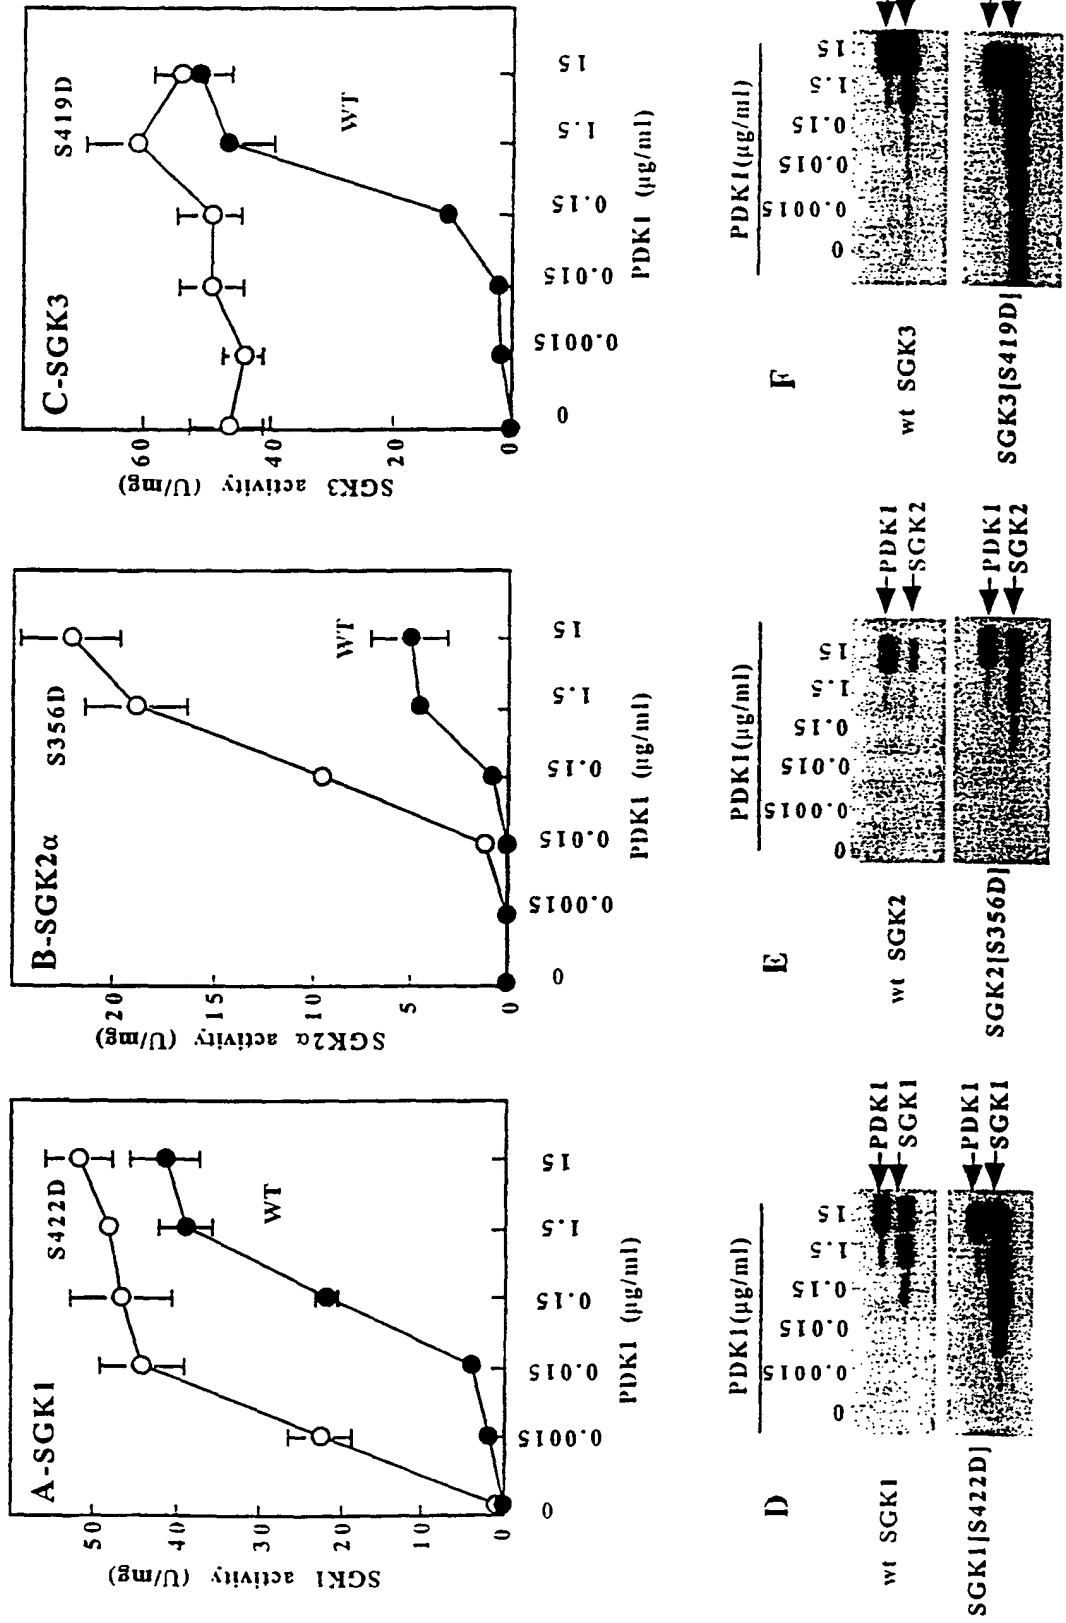 A-SGK1
S422D
WT
SGK1 activity (U/mg)
50
40
30
20
10
0
0
0.0015
0.015
0.15
1.5
15
PDK1 (μg/ml)
B-SGK2α
S356D
WT
SGK2α activity (U/mg)
20
15
10
5
0
0
0.0015
0.015
0.15
1.5
15
PDK1 (μg/ml)
C-SGK3
S419D
WT
SGK3 activity (U/mg)
60
40
20
0
0
0.0015
0.015
0.15
1.5
15
PDK1 (μg/ml)
D
PDK1(μg/ml)
0 0.0015 0.015 0.15 1.5 15
wt SGK1
PDK1
SGK1
SGK1[S422D]
PDK1
SGK1
E
PDK1(μg/ml)
0 0.0015 0.015 0.15 1.5 15
wt SGK2
PDK1
SGK2
SGK2[S356D]
PDK1
SGK2
F
PDK1(μg/ml)
0 0.0015 0.015 0.15 1.5 15
wt SGK3
SGK3[S419D]